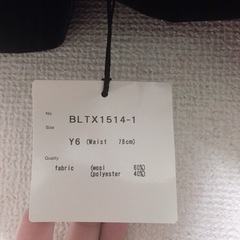 No
BLTX1514-1
Size
Y6 (Waist 78cm)
Quality
fabric (wool 60%)
(polyester 40%)